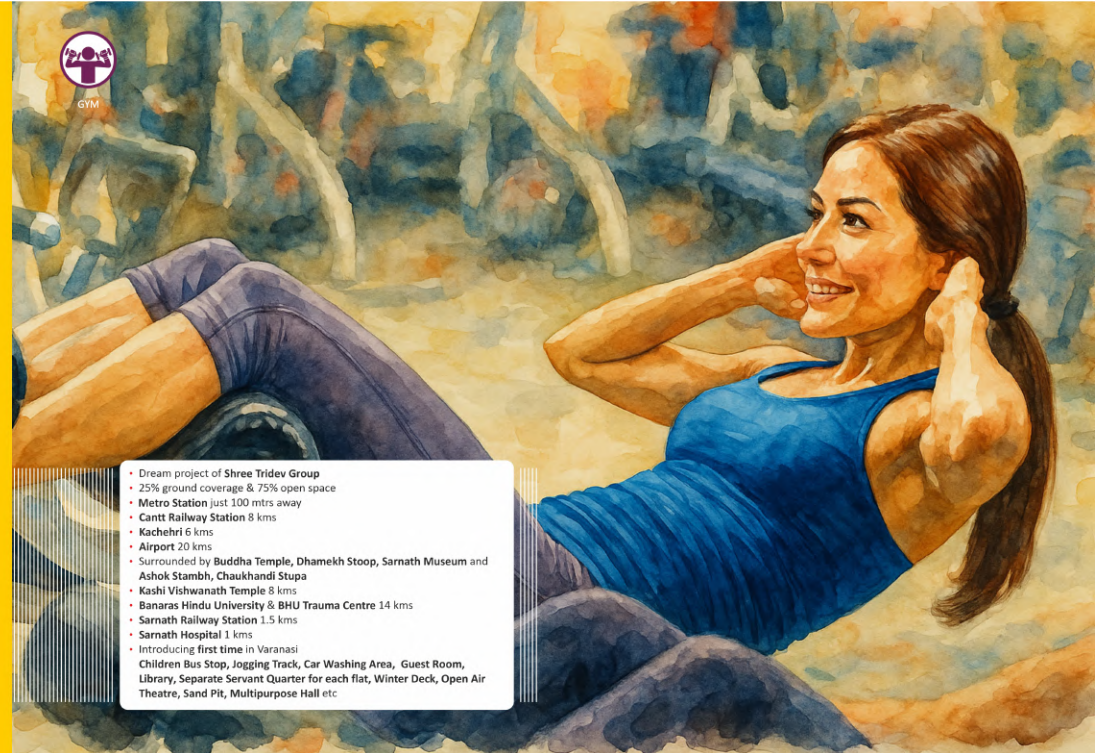 GYM
• Dream project of Shree Tridev Group
• 25% ground coverage & 75% open space
• Metro Station just 100 mtrs away
• Cantt Railway Station 8 kms
• Kachehri 6 kms
• Airport 20 kms
• Surrounded by Buddha Temple, Dhamekh Stoop, Sarnath Museum and
Ashok Stambh, Chaukhandi Stupa
• Kashi Vishwanath Temple 8 kms
• Banaras Hindu University & BHU Trauma Centre 14 kms
• Sarnath Railway Station 1.5 kms
• Sarnath Hospital 1 kms
• Introducing first time in Varanasi
Children Bus Stop, Jogging Track, Car Washing Area, Guest Room,
Library, Separate Servant Quarter for each flat, Winter Deck, Open Air
Theatre, Sand Pit, Multipurpose Hall etc